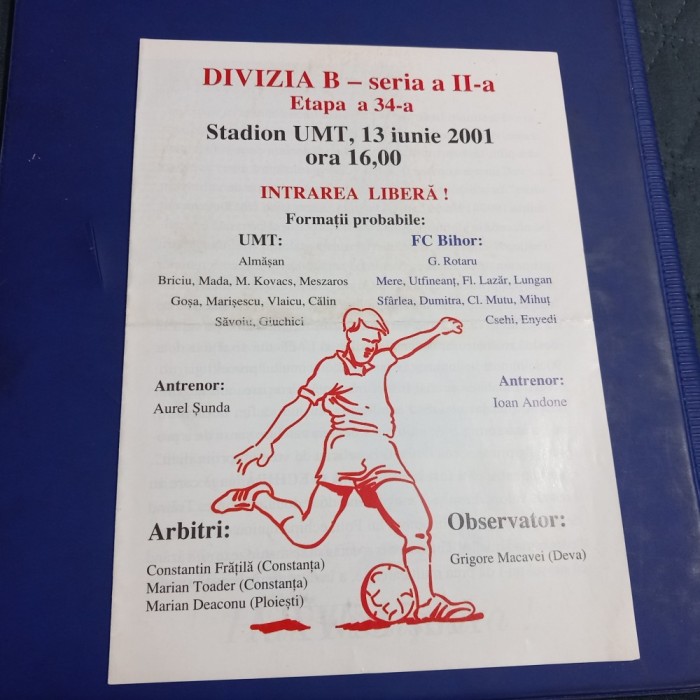 DIVIZIA B – seria a II-a
Etapa a 34-a
Stadion UMT, 13 iunie 2001
ora 16,00
INTRAREA LIBERĂ !
Formații probabile:
UMT:
Almășan
Briciu, Mada, M. Kovacs, Meszaros
Goșa, Marișescu, Vlaicu, Călin
Săvoiu, Giuchici
FC Bihor:
G. Rotaru
Mere, Utfineanț, Fl. Lazăr, Lungan
Sfârlea, Dumitra, Cl. Mutu, Mihuț
Csehi, Enyedi
Antrenor:
Aurel Șunda
Antrenor:
Ioan Andone
Arbitri:
Constantin Frățilă (Constanța)
Marian Toader (Constanța)
Marian Deaconu (Ploiești)
Observator:
Grigore Macavei (Deva)